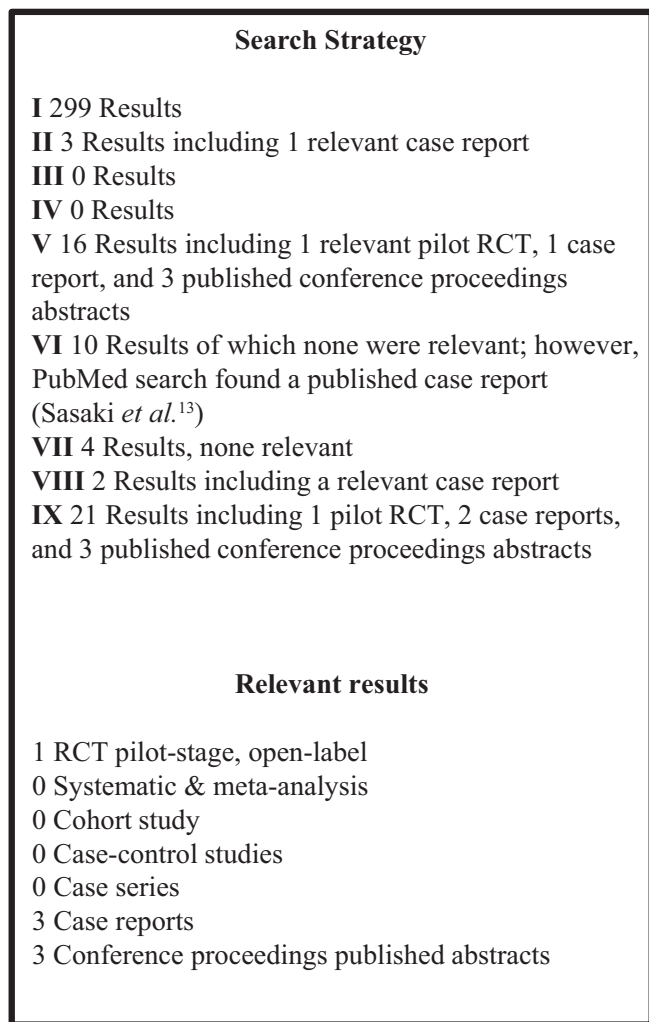 Search Strategy
I 299 Results
II 3 Results including 1 relevant case report
III 0 Results
IV 0 Results
V 16 Results including 1 relevant pilot RCT, 1 case
report, and 3 published conference proceedings
abstracts
VI 10 Results of which none were relevant; however,
PubMed search found a published case report
(Sasaki et al.¹³)
VII 4 Results, none relevant
VIII 2 Results including a relevant case report
IX 21 Results including 1 pilot RCT, 2 case reports,
and 3 published conference proceedings abstracts
Relevant results
1 RCT pilot-stage, open-label
0 Systematic & meta-analysis
0 Cohort study
0 Case-control studies
0 Case series
3 Case reports
3 Conference proceedings published abstracts